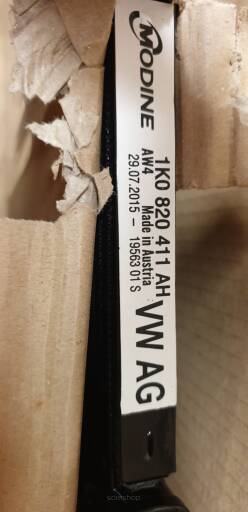 MODINE
1K0 820 411 AH
AW4 Made in Austria
29.07.2015 - 19563 01 S
VW AG